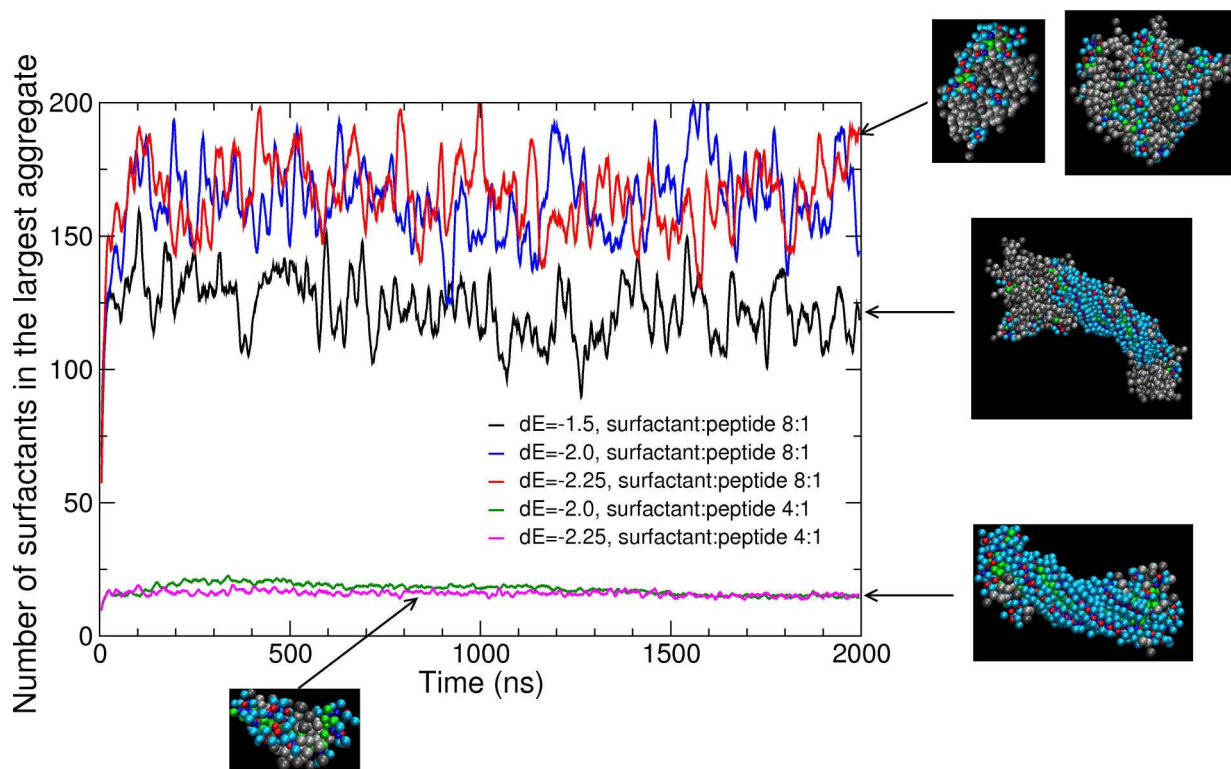 Number of surfactants in the largest aggregate
200
150
100
50
0
dE=-1.5, surfactant:peptide 8:1
dE=-2.0, surfactant:peptide 8:1
dE=-2.25, surfactant:peptide 8:1
dE=-2.0, surfactant:peptide 4:1
dE=-2.25, surfactant:peptide 4:1
0 500 1000 1500 2000
Time (ns)